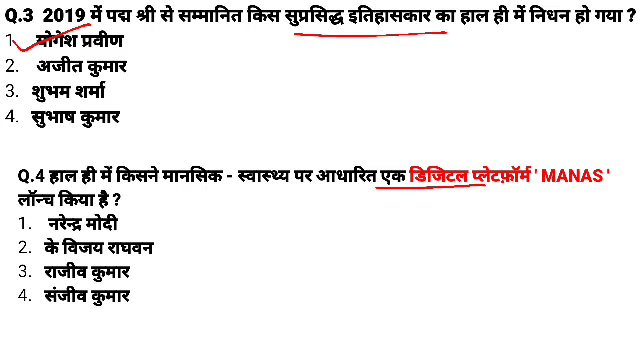 Q.3 2019 में पद्म श्री से सम्मानित किस सुप्रसिद्ध इतिहासकार का हाल ही में निधन हो गया ?
1. योगेश प्रवीण
2. अजीत कुमार
3. शुभम शर्मा
4. सुभाष कुमार
Q.4 हाल ही में किसने मानसिक - स्वास्थ्य पर आधारित एक डिजिटल प्लेटफ़ॉर्म ' MANAS '
लॉन्च किया है ?
1. नरेन्द्र मोदी
2. के विजय राघवन
3. राजीव कुमार
4. संजीव कुमार